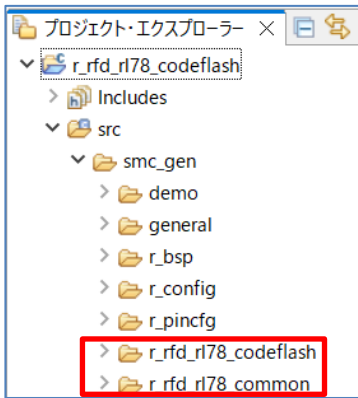 プロジェクト・エクスプローラー
r_rfd_rl78_codeflash
Includes
src
smc_gen
demo
general
r_bsp
r_config
r_pincfg
r_rfd_rl78_codeflash
r_rfd_rl78_common